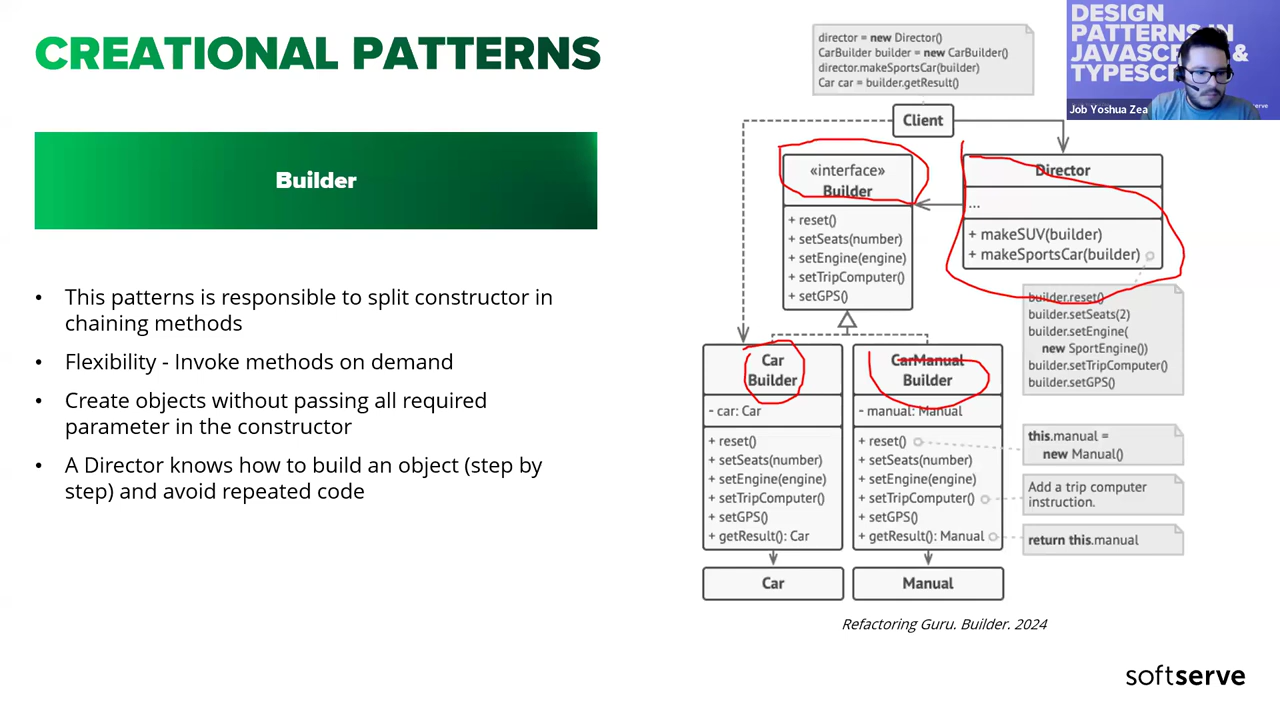 CREATIONAL PATTERNS
Builder
• This patterns is responsible to split constructor in
chaining methods
• Flexibility - Invoke methods on demand
• Create objects without passing all required
parameter in the constructor
• A Director knows how to build an object (step by
step) and avoid repeated code
director = new Director()
CarBuilder builder = new CarBuilder()
director.makeSportsCar(builder)
Car car = builder.getResult()
Client
«interface»
Builder
+ reset()
+ setSeats(number)
+ setEngine(engine)
+ setTripComputer()
+ setGPS()
Director
...
+ makeSUV(builder)
+ makeSportsCar(builder)
builder.reset()
builder.setSeats(2)
builder.setEngine(
new SportEngine())
builder.setTripComputer()
builder.setGPS()
Car
Builder
- car: Car
+ reset()
+ setSeats(number)
+ setEngine(engine)
+ setTripComputer()
+ setGPS()
+ getResult(): Car
Car
CarManual
Builder
- manual: Manual
+ reset()
+ setSeats(number)
+ setEngine(engine)
+ setTripComputer()
+ setGPS()
+ getResult(): Manual
Manual
this.manual =
new Manual()
Add a trip computer
instruction.
return this.manual
Refactoring Guru. Builder. 2024
softserve
DESIGN
PATTERNS IN
JAVASCRI &
TYPESC
Job Yoshua Zea
erve